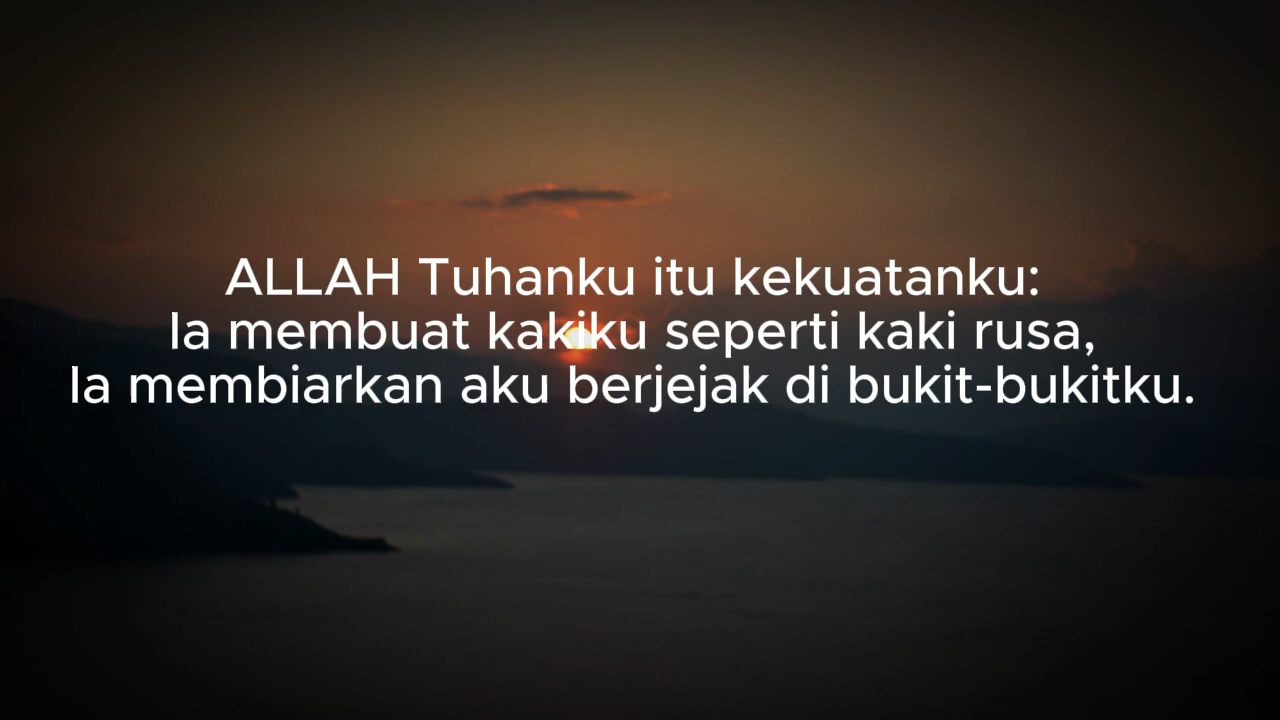 ALLAH Tuhanku itu kekuatanku:
Ia membuat kakiku seperti kaki rusa,
Ia membiarkan aku berjejak di bukit-bukitku.